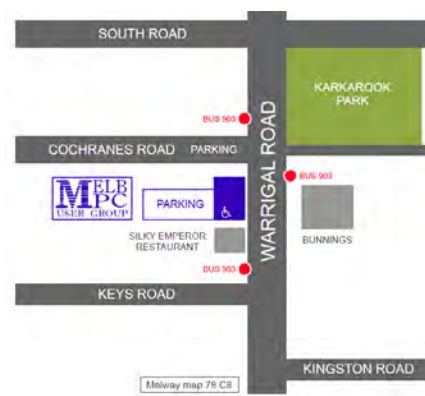 SOUTH ROAD
KARKAROOK
PARK
BUS 903
WARRIGAL ROAD
COCHRANES ROAD PARKING
BUS 903
MELB
PC
USER GROUP
PARKING
SILKY EMPEROR
RESTAURANT
BUNNINGS
BUS 903
KEYS ROAD
KINGSTON ROAD
Melway map 78 C8